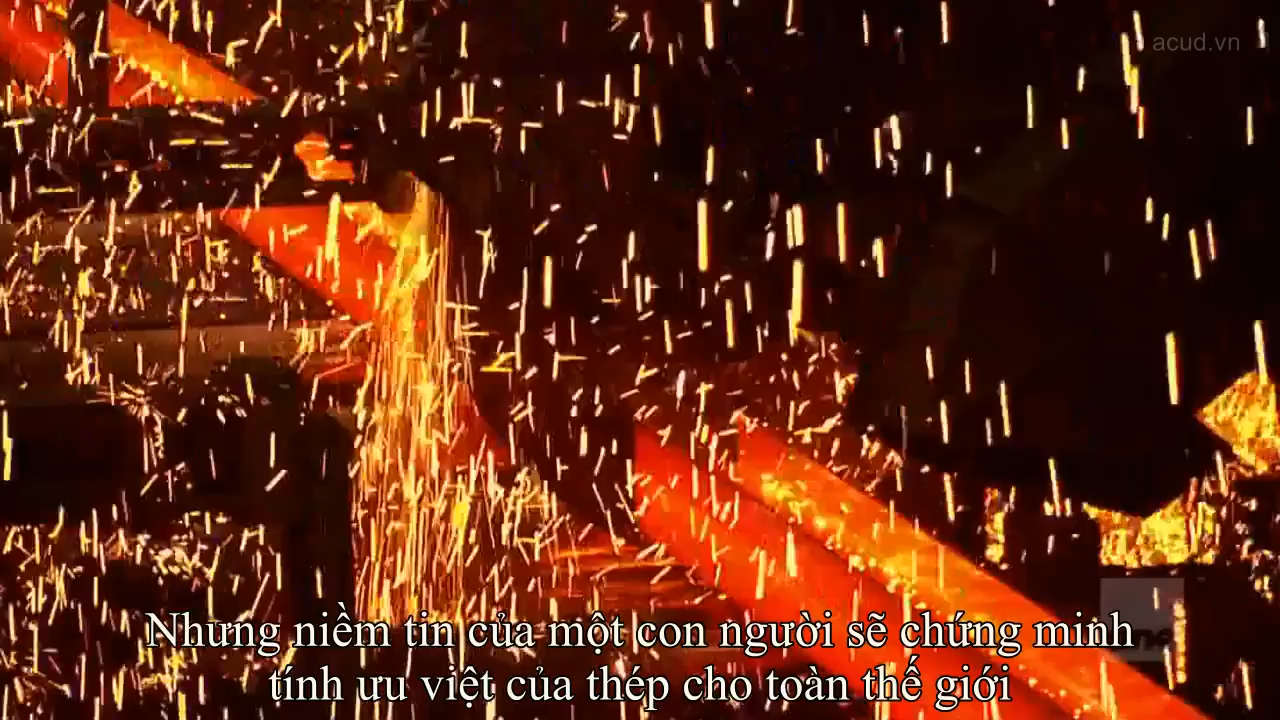 acud.vn
Nhưng niềm tin của một con người sẽ chứng minh
tính ưu việt của thép cho toàn thế giới